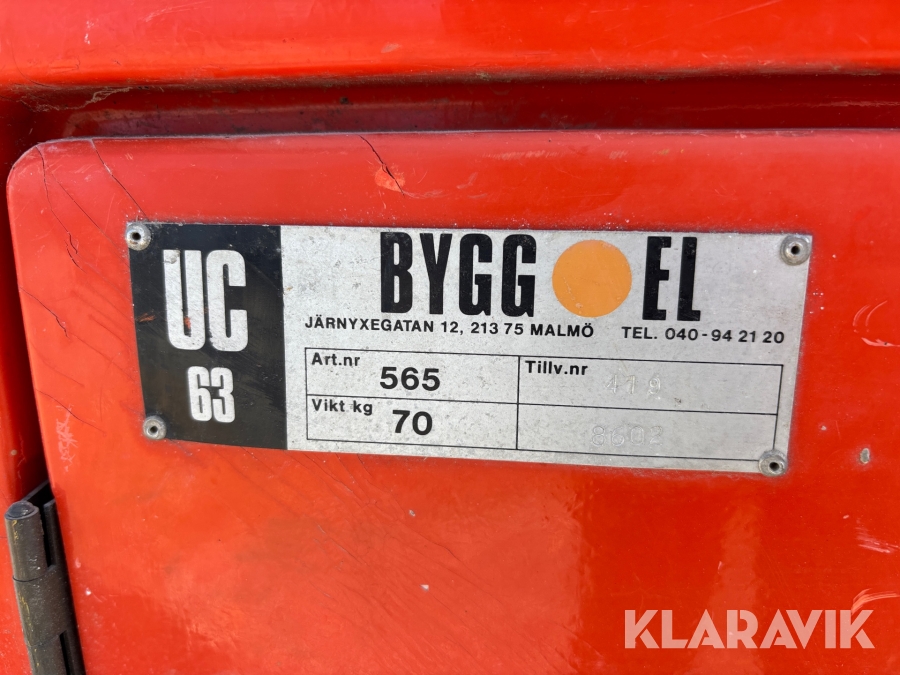 UC
63
BYGG EL
JÄRNYXEGATAN 12, 213 75 MALMÖ TEL. 040-94 21 20
Art.nr 565
Tillv.nr 419
Vikt kg 70
KLARAVIK